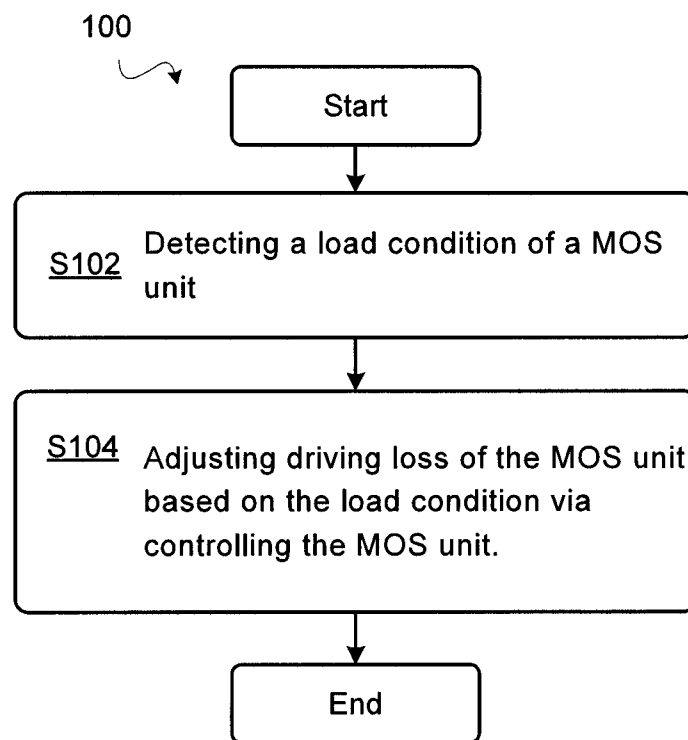 100
Start
S102 Detecting a load condition of a MOS
unit
S104 Adjusting driving loss of the MOS unit
based on the load condition via
controlling the MOS unit.
End